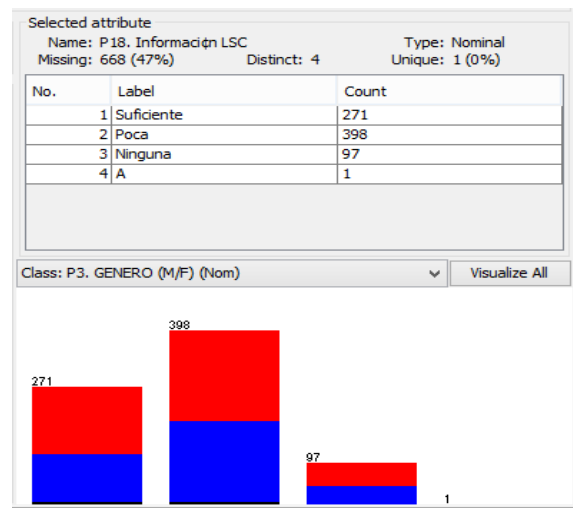 Selected attribute
Name: P18. Informaci¢n LSC Type: Nominal
Missing: 668 (47%) Distinct: 4 Unique: 1 (0%)
No. Label Count
1 Suficiente 271
2 Poca 398
3 Ninguna 97
4 A 1
Class: P3. GENERO (M/F) (Nom) Visualize All
398
271
97
1